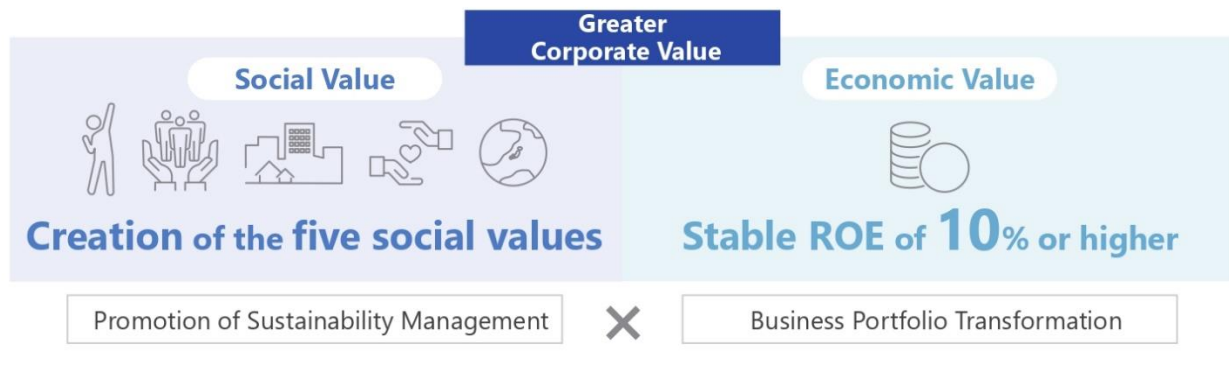 Greater
Corporate Value
Social Value
Economic Value
Creation of the five social values
Stable ROE of 10% or higher
Promotion of Sustainability Management
×
Business Portfolio Transformation